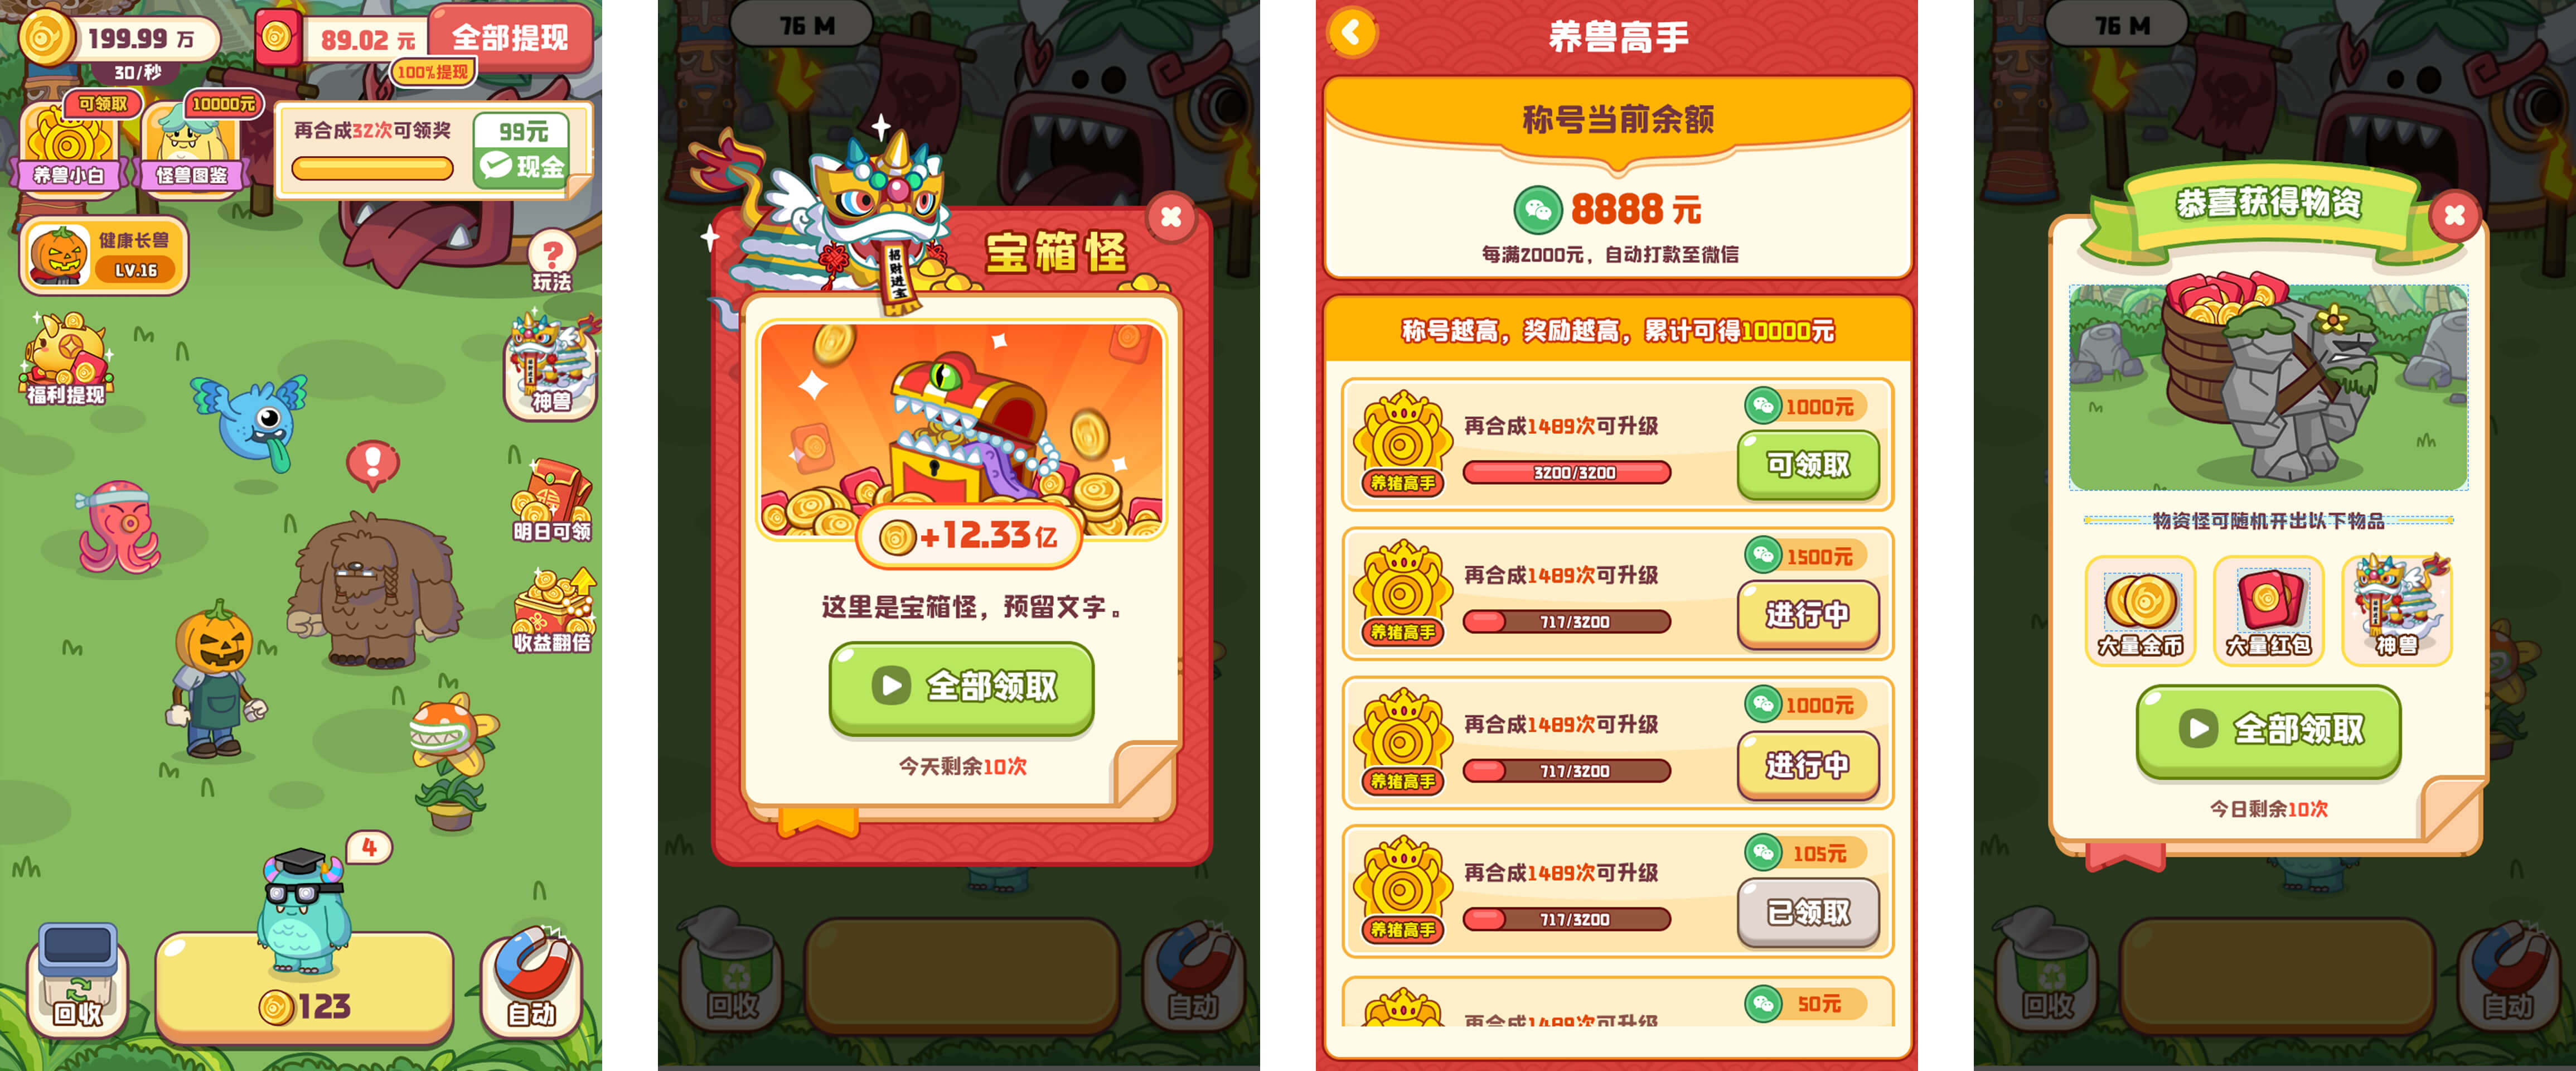 199.99 万
30/秒
89.02 元
全部提现
100%提现
可领取
养兽小白
10000元
怪兽图鉴
再合成32次可领奖
99元
现金
健康长兽
LV.16
?
玩法
福利提现
招财进宝
神兽
!
明日可领
收益翻倍
4
回收
123
自动
76 M
招财进宝
宝箱怪
+12.33 亿
这里是宝箱怪，预留文字。
全部领取
今天剩余10次
回收
自动
养兽高手
称号当前余额
8888 元
每满2000元，自动打款至微信
称号越高，奖励越高，累计可得10000元
养猪高手
再合成1489次可升级
3200/3200
1000元
可领取
养猪高手
再合成1489次可升级
717/3200
1500元
进行中
养猪高手
再合成1489次可升级
717/3200
1000元
进行中
养猪高手
再合成1489次可升级
717/3200
105元
已领取
再合成1489次可升级
50元
76 M
恭喜获得物资
物资怪可随机开出以下物品
大量金币
大量红包
神兽
全部领取
今日剩余10次
回收
自动